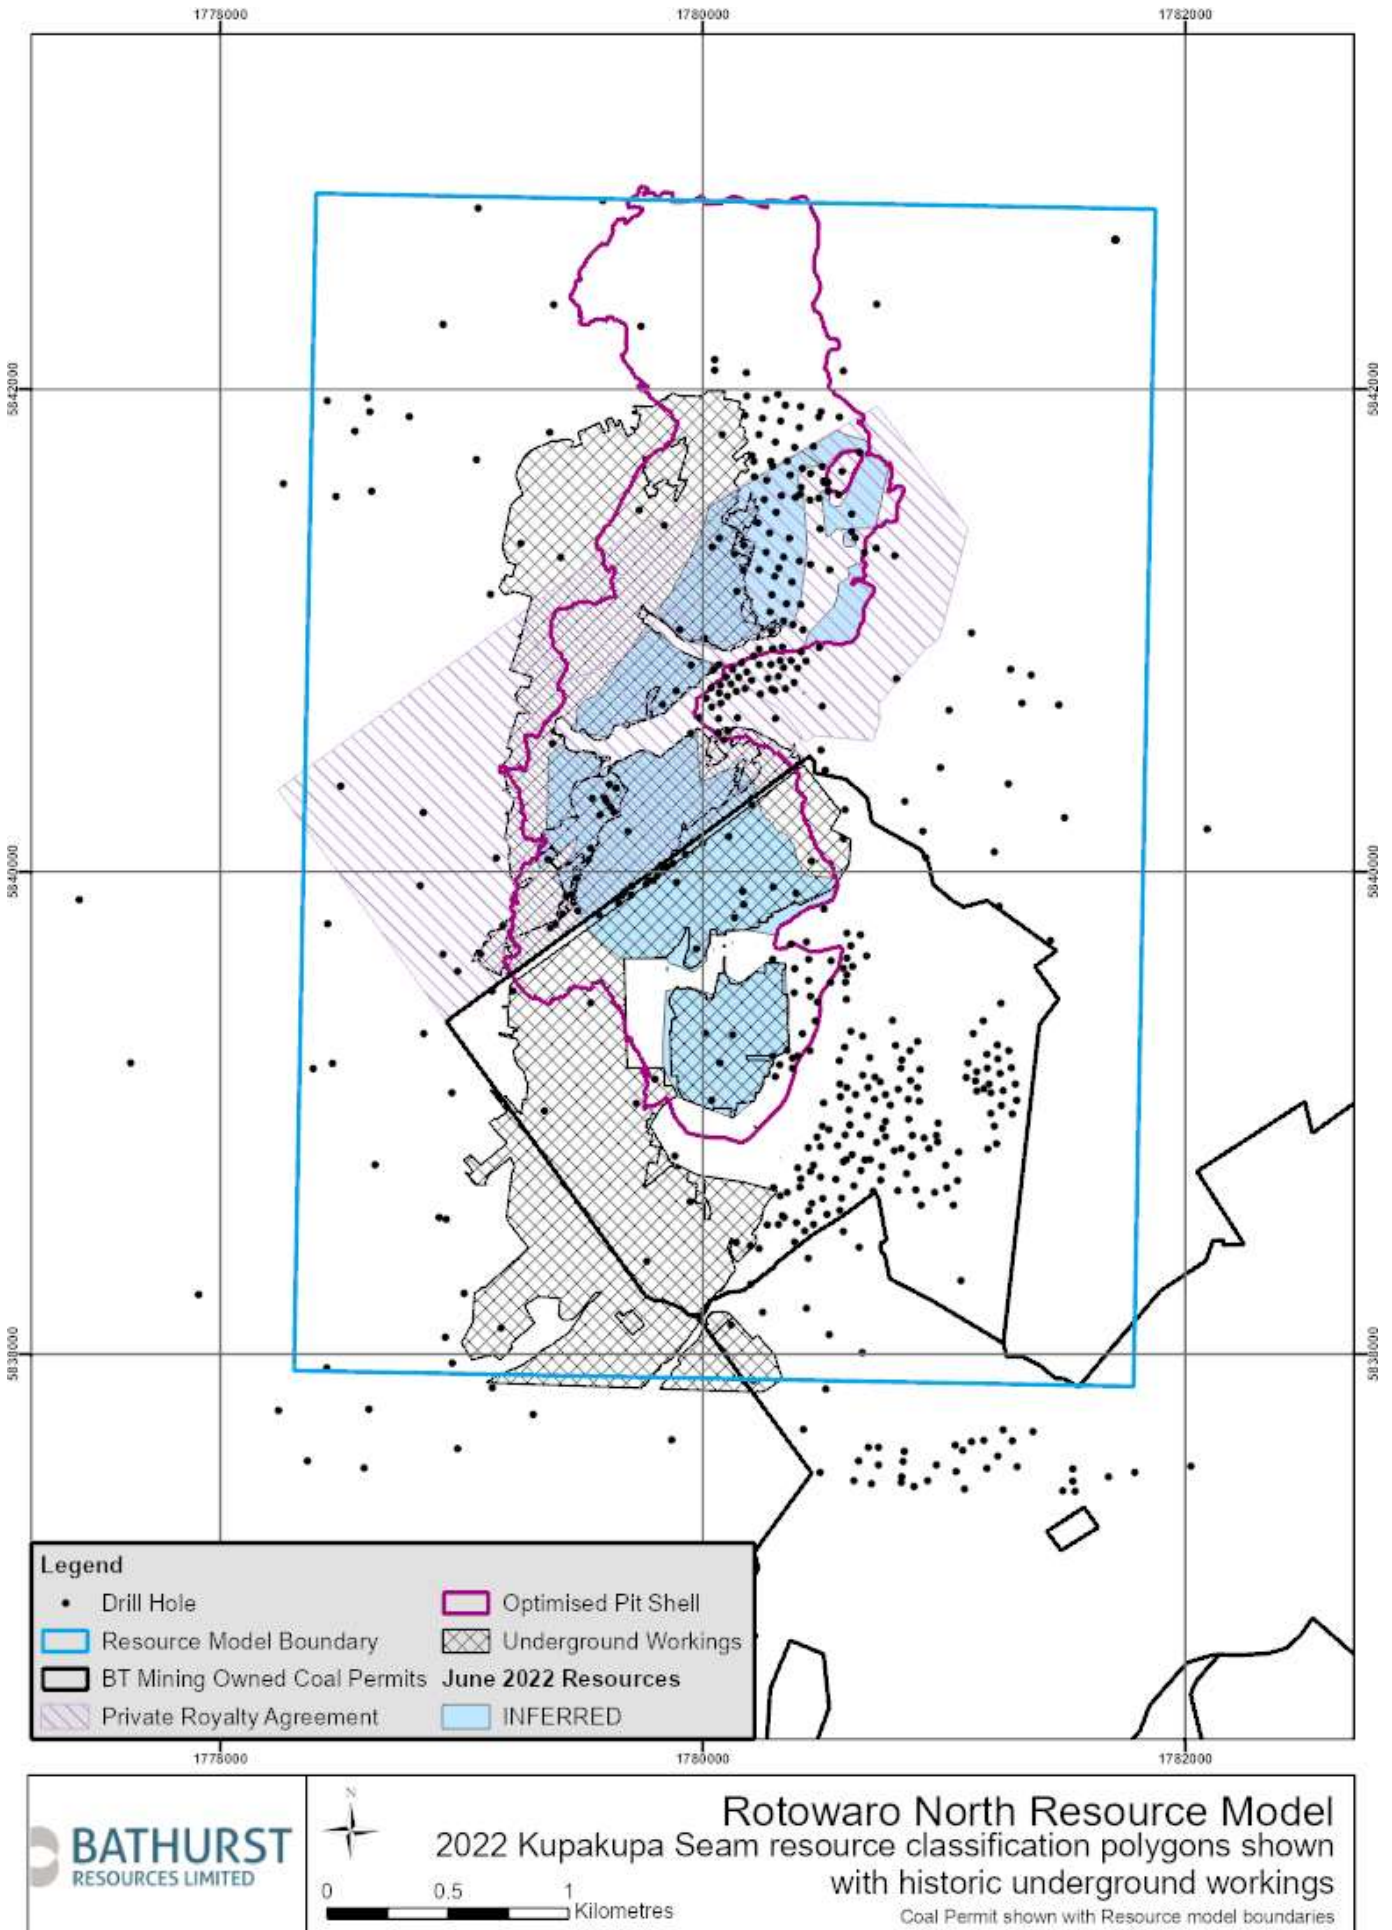 1778000
1780000
1782000
5842000
5842000
5840000
5840000
5838000
5838000
Legend
Drill Hole
Resource Model Boundary
BT Mining Owned Coal Permits
Private Royalty Agreement
Optimised Pit Shell
Underground Workings
June 2022 Resources
INFERRED
1778000
1780000
1782000
BATHURST
RESOURCES LIMITED
N
0 0.5 1
Kilometres
Rotowaro North Resource Model
2022 Kupakupa Seam resource classification polygons shown
with historic underground workings
Coal Permit shown with Resource model boundaries